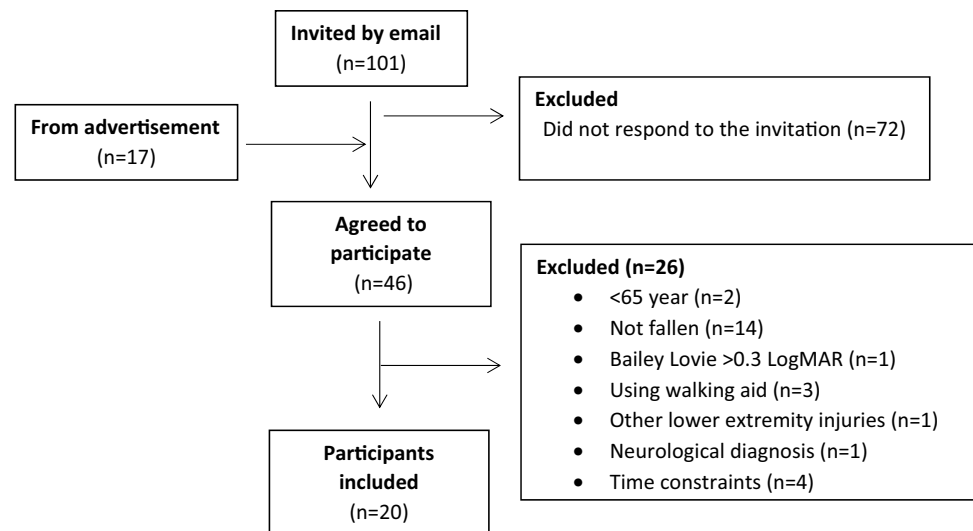 Invited by email
(n=101)
Excluded
Did not respond to the invitation (n=72)
From advertisement
(n=17)
Agreed to
participate
(n=46)
Excluded (n=26)
• <65 year (n=2)
• Not fallen (n=14)
• Bailey Lovie >0.3 LogMAR (n=1)
• Using walking aid (n=3)
• Other lower extremity injuries (n=1)
• Neurological diagnosis (n=1)
• Time constraints (n=4)
Participants
included
(n=20)